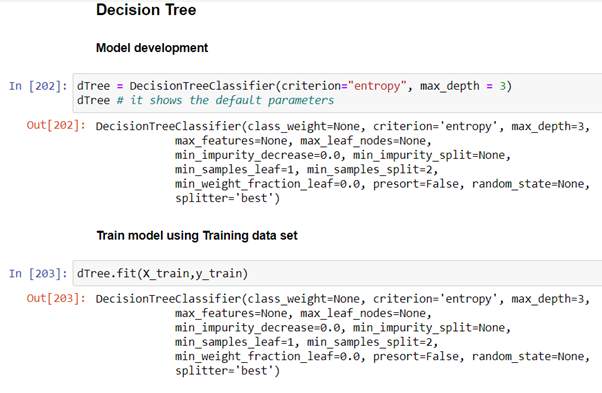 Decision Tree
Model development
In [202]: dTree = DecisionTreeClassifier(criterion="entropy", max_depth = 3)
dTree # it shows the default parameters
Out[202]: DecisionTreeClassifier(class_weight=None, criterion='entropy', max_depth=3,
max_features=None, max_leaf_nodes=None,
min_impurity_decrease=0.0, min_impurity_split=None,
min_samples_leaf=1, min_samples_split=2,
min_weight_fraction_leaf=0.0, presort=False, random_state=None,
splitter='best')
Train model using Training data set
In [203]: dTree.fit(X_train,y_train)
Out[203]: DecisionTreeClassifier(class_weight=None, criterion='entropy', max_depth=3,
max_features=None, max_leaf_nodes=None,
min_impurity_decrease=0.0, min_impurity_split=None,
min_samples_leaf=1, min_samples_split=2,
min_weight_fraction_leaf=0.0, presort=False, random_state=None,
splitter='best')